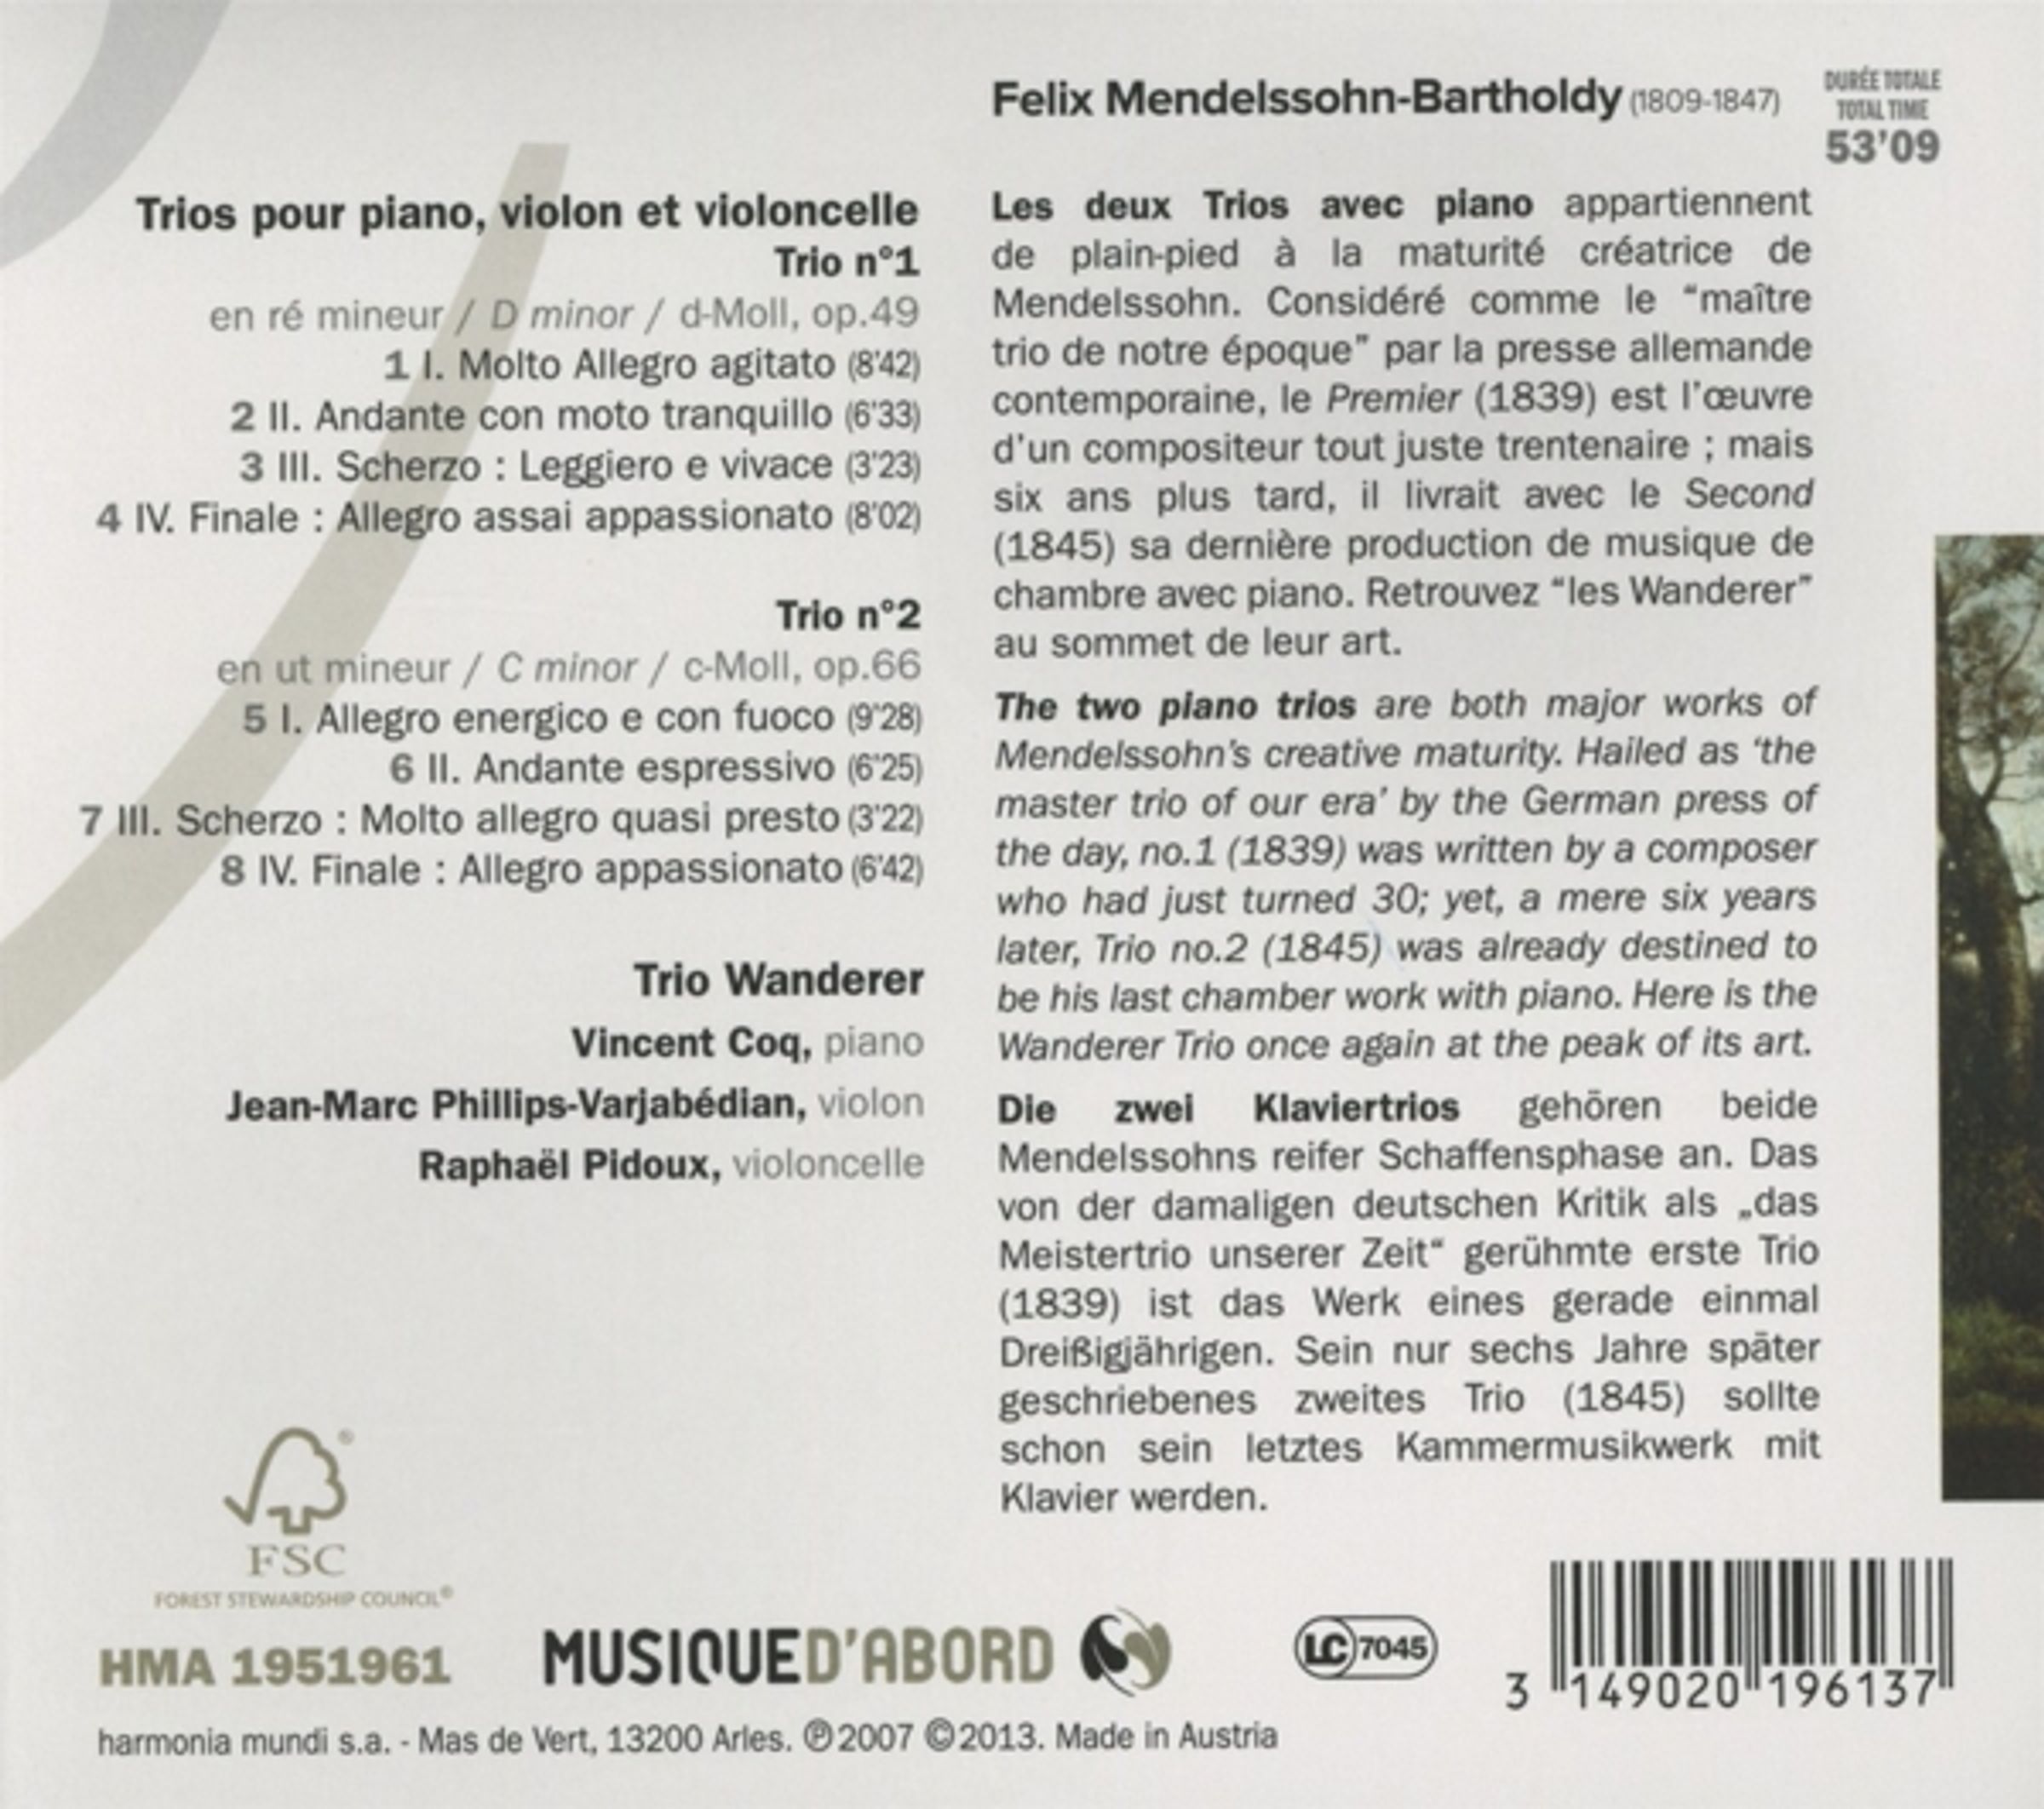 Felix Mendelssohn-Bartholdy (1809-1847)
DURÉE TOTALE
TOTAL TIME
53'09
Trios pour piano, violon et violoncelle
Trio n°1
en ré mineur / D minor / d-Moll, op.49
1 I. Molto Allegro agitato (8'42)
2 II. Andante con moto tranquillo (6'33)
3 III. Scherzo : Leggiero e vivace (3'23)
4 IV. Finale : Allegro assai appassionato (8'02)
Trio n°2
en ut mineur / C minor / c-Moll, op.66
5 I. Allegro energico e con fuoco (9'28)
6 II. Andante espressivo (6'25)
7 III. Scherzo : Molto allegro quasi presto (3'22)
8 IV. Finale : Allegro appassionato (6'42)
Trio Wanderer
Vincent Coq, piano
Jean-Marc Phillips-Varjabédian, violon
Raphaël Pidoux, violoncelle
Les deux Trios avec piano appartiennent
de plain-pied à la maturité créatrice de
Mendelssohn. Considéré comme le “maître
trio de notre époque” par la presse allemande
contemporaine, le Premier (1839) est l'œuvre
d'un compositeur tout juste trentenaire ; mais
six ans plus tard, il livrait avec le Second
(1845) sa dernière production de musique de
chambre avec piano. Retrouvez “les Wanderer”
au sommet de leur art.
The two piano trios are both major works of
Mendelssohn's creative maturity. Hailed as ‘the
master trio of our era’ by the German press of
the day, no.1 (1839) was written by a composer
who had just turned 30; yet, a mere six years
later, Trio no.2 (1845) was already destined to
be his last chamber work with piano. Here is the
Wanderer Trio once again at the peak of its art.
Die zwei Klaviertrios gehören beide
Mendelssohns reifer Schaffensphase an. Das
von der damaligen deutschen Kritik als „das
Meistertrio unserer Zeit“ gerühmte erste Trio
(1839) ist das Werk eines gerade einmal
Dreißigjährigen. Sein nur sechs Jahre später
geschriebenes zweites Trio (1845) sollte
schon sein letztes Kammermusikwerk mit
Klavier werden.
®
FSC
FOREST STEWARDSHIP COUNCIL®
HMA 1951961
MUSIQUED'ABORD
LC 7045
3 149020 196137
harmonia mundi s.a. - Mas de Vert, 13200 Arles. ℗2007 ©2013. Made in Austria